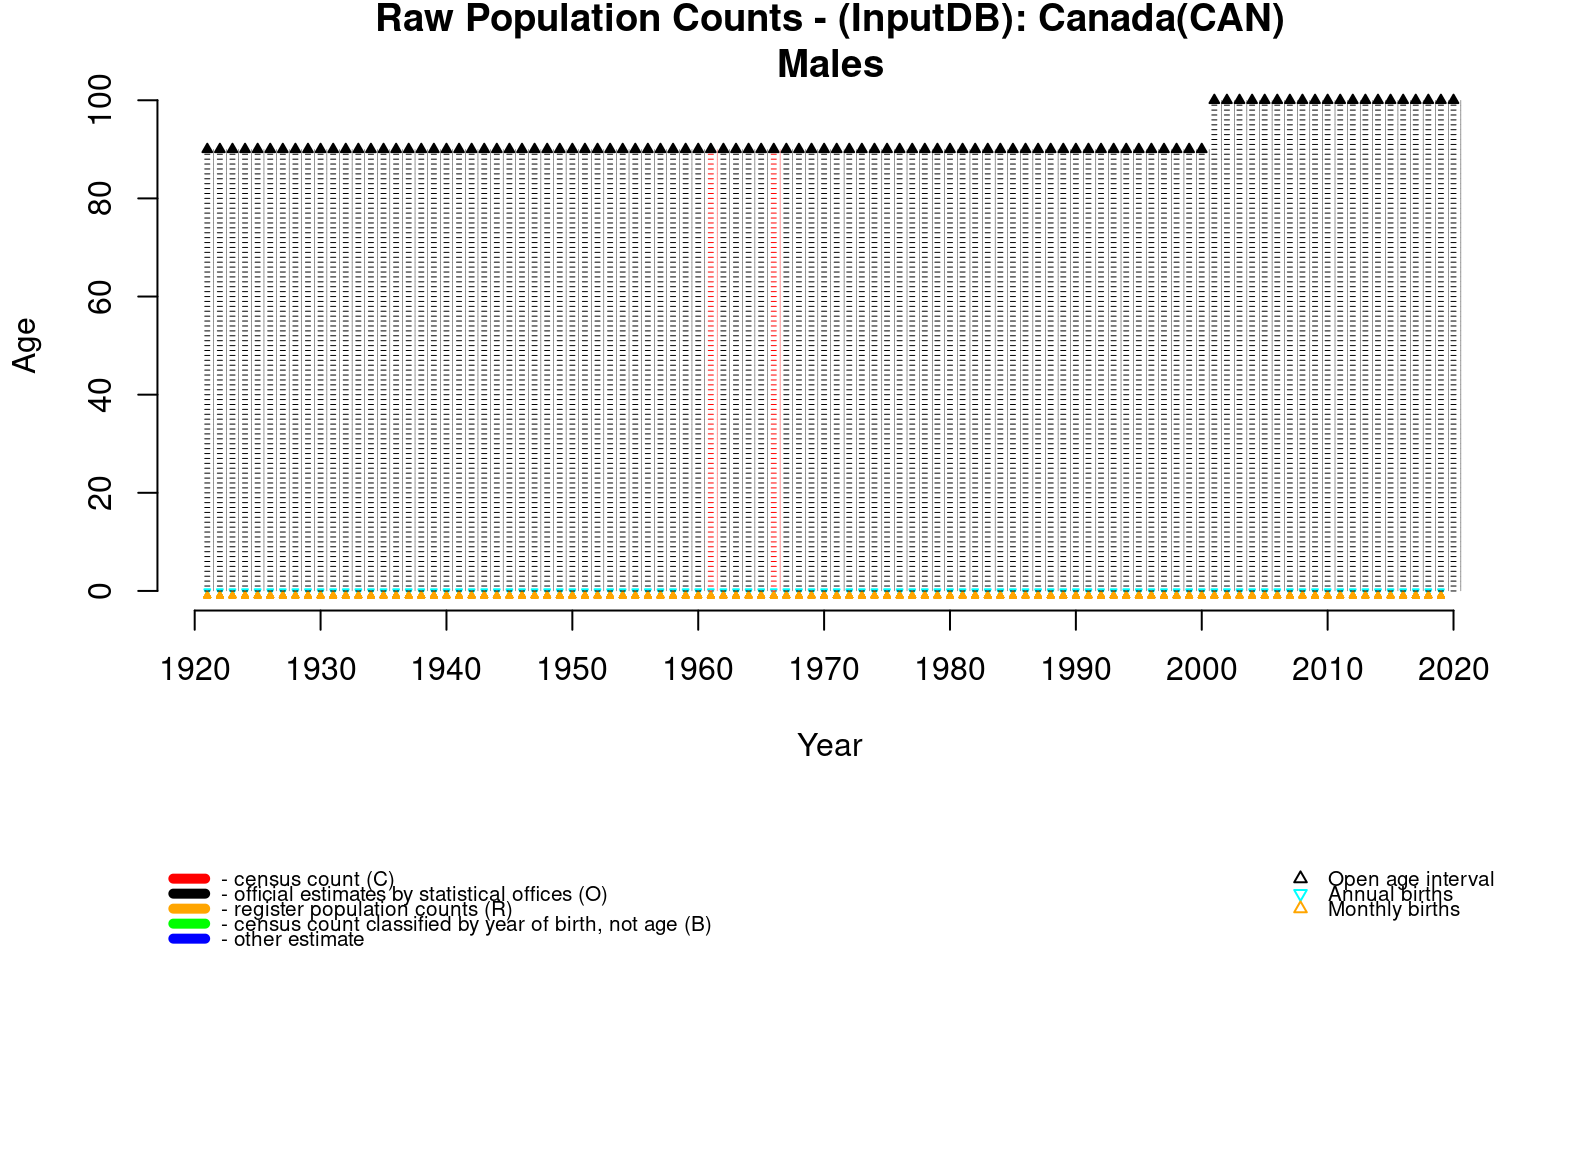 Raw Population Counts - (InputDB): Canada(CAN)
Males
Age
100
80
60
40
20
0
1920 1930 1940 1950 1960 1970 1980 1990 2000 2010 2020
Year
- census count (C)
- official estimates by statistical offices (O)
- register population counts (R)
- census count classified by year of birth, not age (B)
- other estimate
Open age interval
Annual births
Monthly births